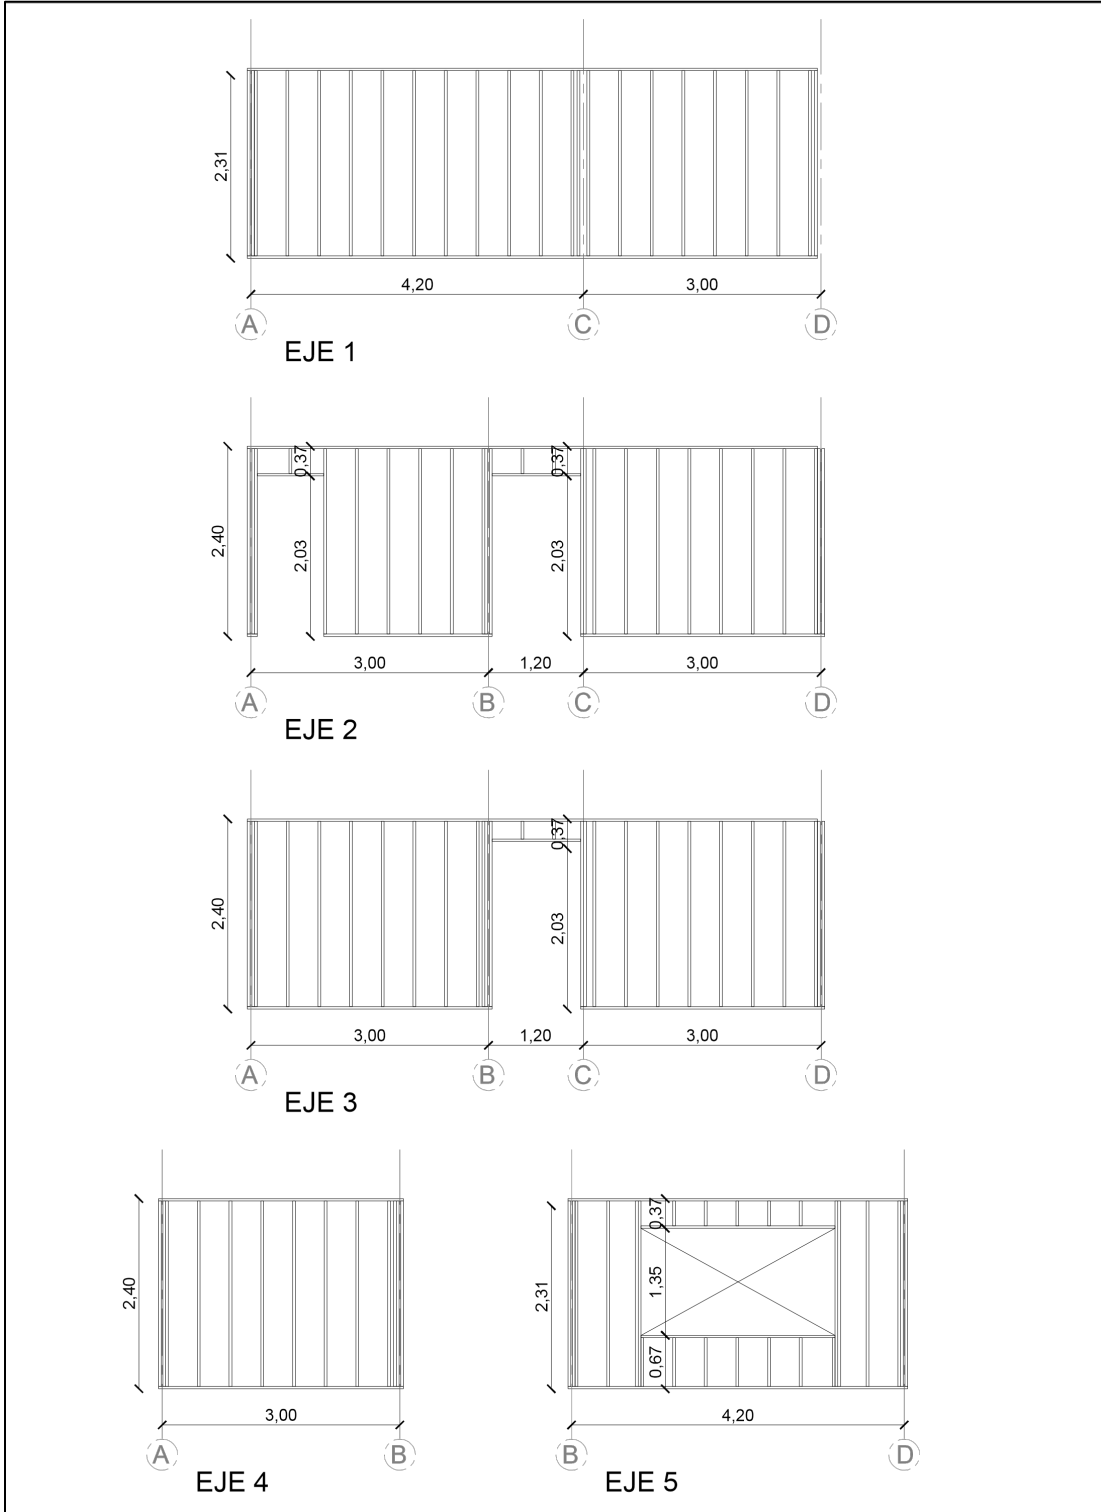 2,31
4,20 3,00
A C D
EJE 1
0,37 0,37
2,40 2,03 2,03
3,00 1,20 3,00
A B C D
EJE 2
0,37
2,40 2,03
3,00 1,20 3,00
A B C D
EJE 3
2,40
3,00
A B
EJE 4
0,37
2,31 1,35
0,67
4,20
B D
EJE 5